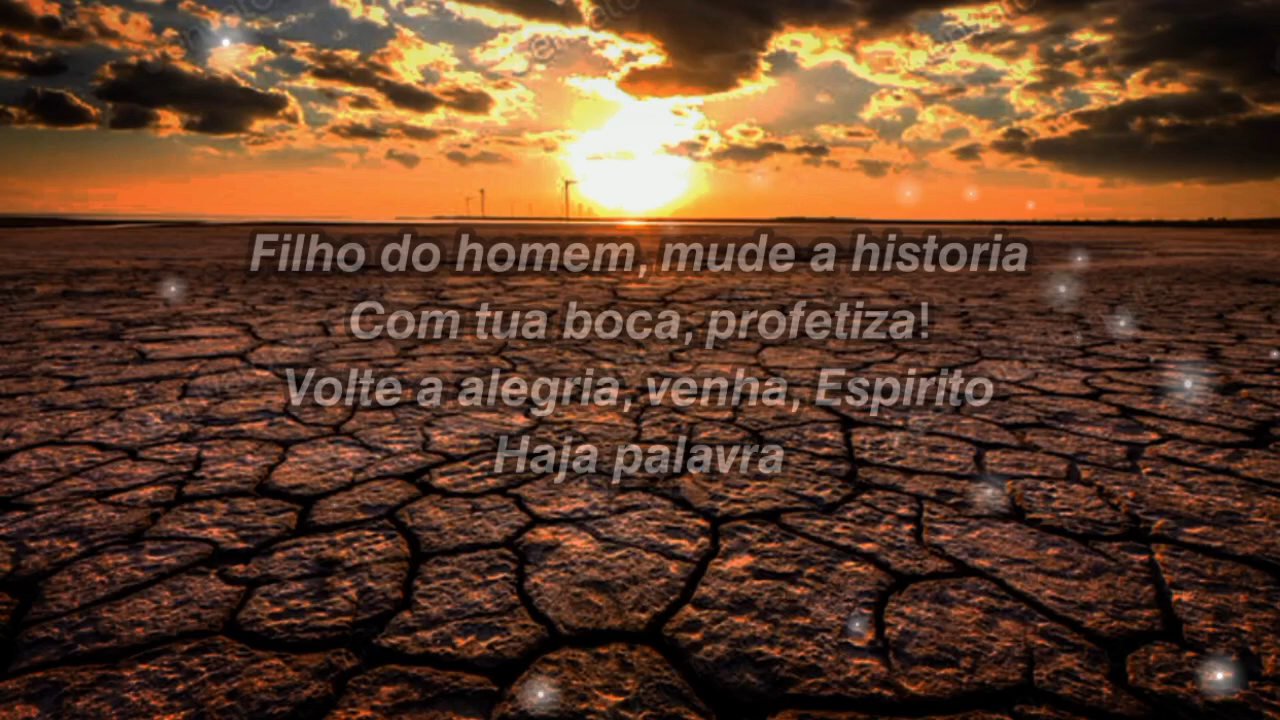 Filho do homem, mude a historia
Com tua boca, profetiza!
Volte a alegria, venha, Espirito
Haja palavra